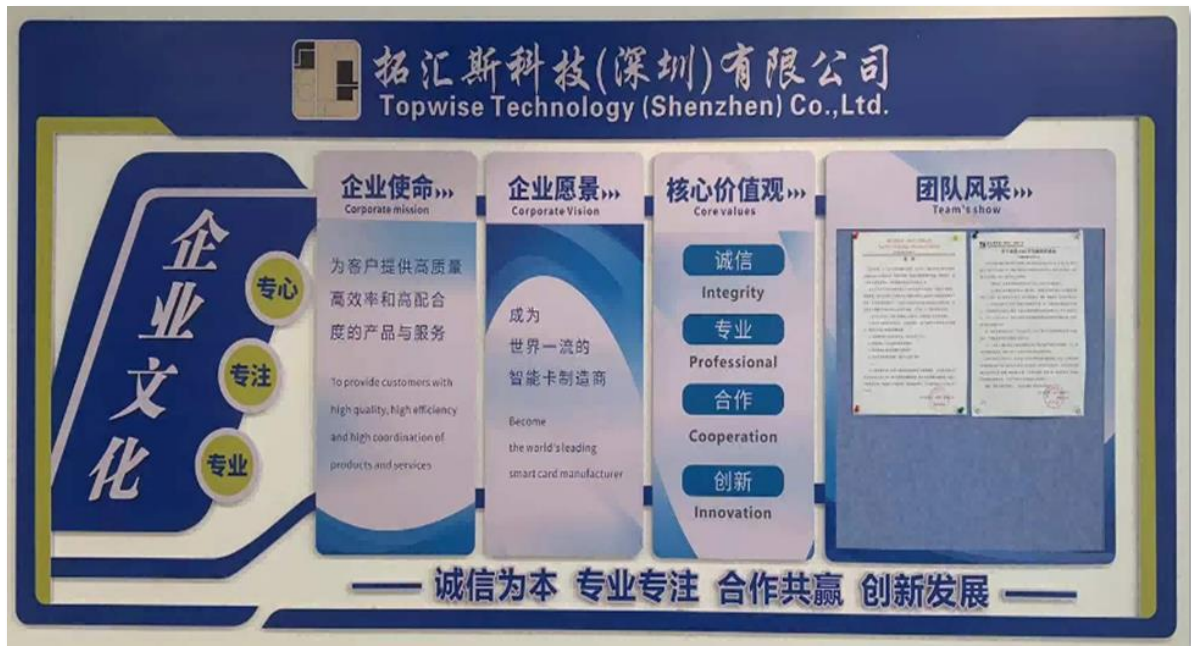 拓汇斯科技(深圳)有限公司
Topwise Technology (Shenzhen) Co.,Ltd.
企业文化
专心
专注
专业
企业使命
Corporate mission
为客户提供高质量
高效率和高配合
度的产品与服务
To provide customers with
high quality, high efficiency
and high coordination of
products and services
企业愿景
Corporate Vision
成为
世界一流的
智能卡制造商
Become
the world's leading
smart card manufacturer
核心价值观
Core values
诚信
Integrity
专业
Professional
合作
Cooperation
创新
Innovation
团队风采
Team's show
诚信为本 专业专注 合作共赢 创新发展